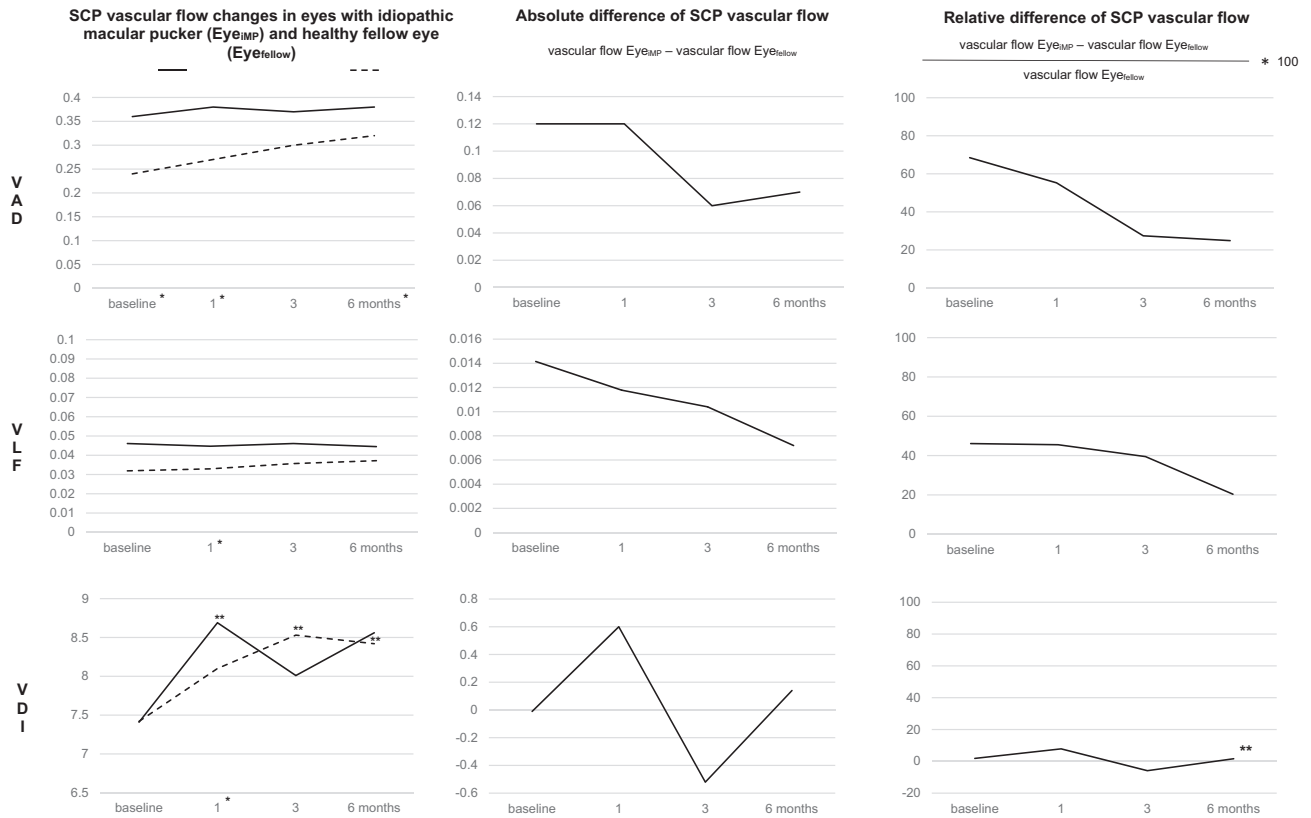 SCP vascular flow changes in eyes with idiopathic
macular pucker (EyeiMP) and healthy fellow eye
(Eyefellow)
Absolute difference of SCP vascular flow
vascular flow EyeiMP – vascular flow Eyefellow
Relative difference of SCP vascular flow
vascular flow EyeiMP – vascular flow Eyefellow
* 100
vascular flow Eyefellow
V
A
D
0.4
0.35
0.3
0.25
0.2
0.15
0.1
0.05
0
baseline * 1 * 3 6 months *
0.14
0.12
0.1
0.08
0.06
0.04
0.02
0
baseline 1 3 6 months
100
80
60
40
20
0
baseline 1 3 6 months
V
L
F
0.1
0.09
0.08
0.07
0.06
0.05
0.04
0.03
0.02
0.01
0
baseline 1 * 3 6 months
0.016
0.014
0.012
0.01
0.008
0.006
0.004
0.002
0
baseline 1 3 6 months
100
80
60
40
20
0
baseline 1 3 6 months
V
D
I
9
8.5
8
7.5
7
6.5
** ** **
baseline 1 * 3 6 months
0.8
0.6
0.4
0.2
0
-0.2
-0.4
-0.6
baseline 1 3 6 months
100
80
60
40
20
0
-20
**
baseline 1 3 6 months